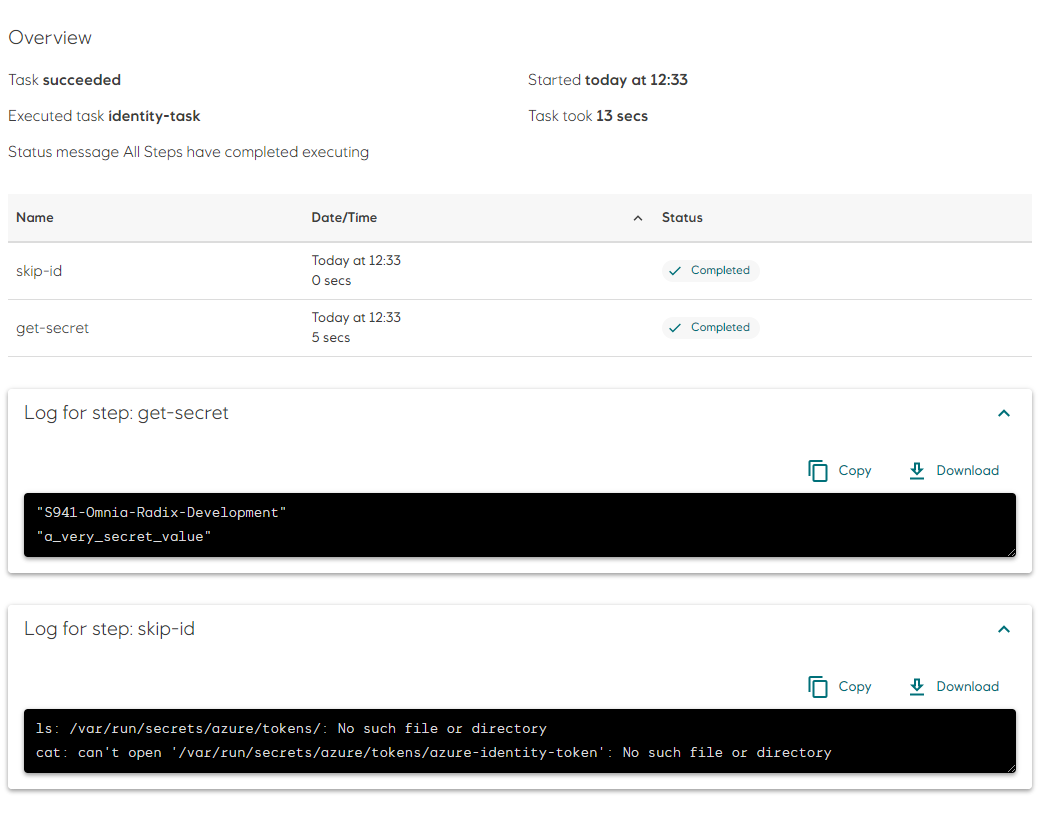 Overview
Task succeeded
Started today at 12:33
Executed task identity-task
Task took 13 secs
Status message All Steps have completed executing
Name Date/Time Status
skip-id
Today at 12:33
0 secs
Completed
get-secret
Today at 12:33
5 secs
Completed
Log for step: get-secret
Copy Download
"S941-Omnia-Radix-Development"
"a_very_secret_value"
Log for step: skip-id
Copy Download
ls: /var/run/secrets/azure/tokens/: No such file or directory
cat: can't open '/var/run/secrets/azure/tokens/azure-identity-token': No such file or directory